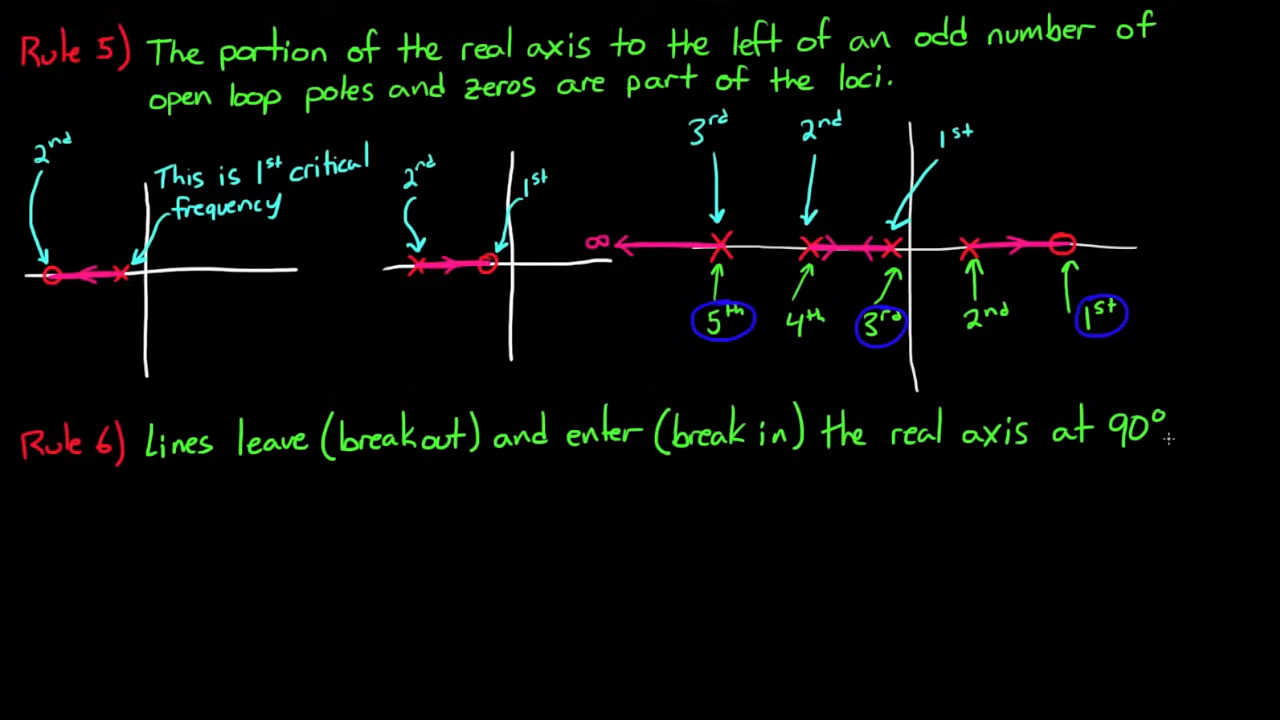 Rule 5) The portion of the real axis to the left of an odd number of
open loop poles and zeros are part of the loci.
2nd
This is 1st critical
frequency
2nd
1st
3rd
2nd
1st
∞
5th
4th
3rd
2nd
1st
Rule 6) Lines leave (breakout) and enter (break in) the real axis at 90°